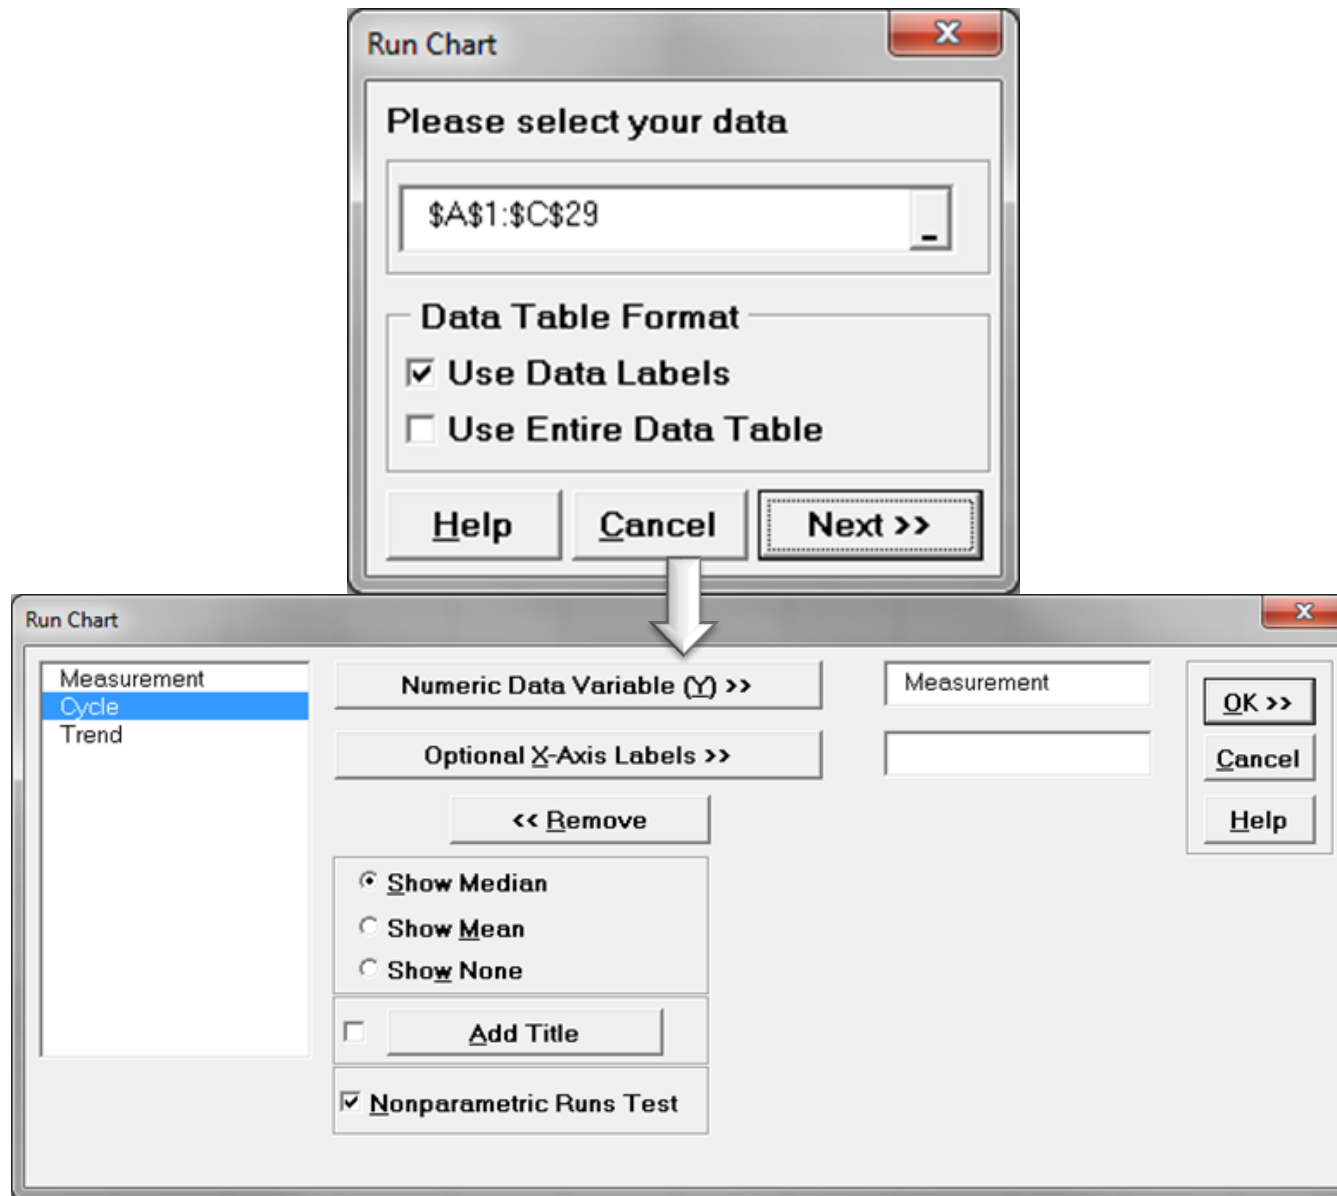 Run Chart
Please select your data
$A$1:$C$29
Data Table Format
Use Data Labels
Use Entire Data Table
Help Cancel Next >>
Run Chart
Measurement
Cycle
Trend
Numeric Data Variable (Y) >>
Measurement
Optional X-Axis Labels >>
<< Remove
Show Median
Show Mean
Show None
Add Title
Nonparametric Runs Test
OK >>
Cancel
Help